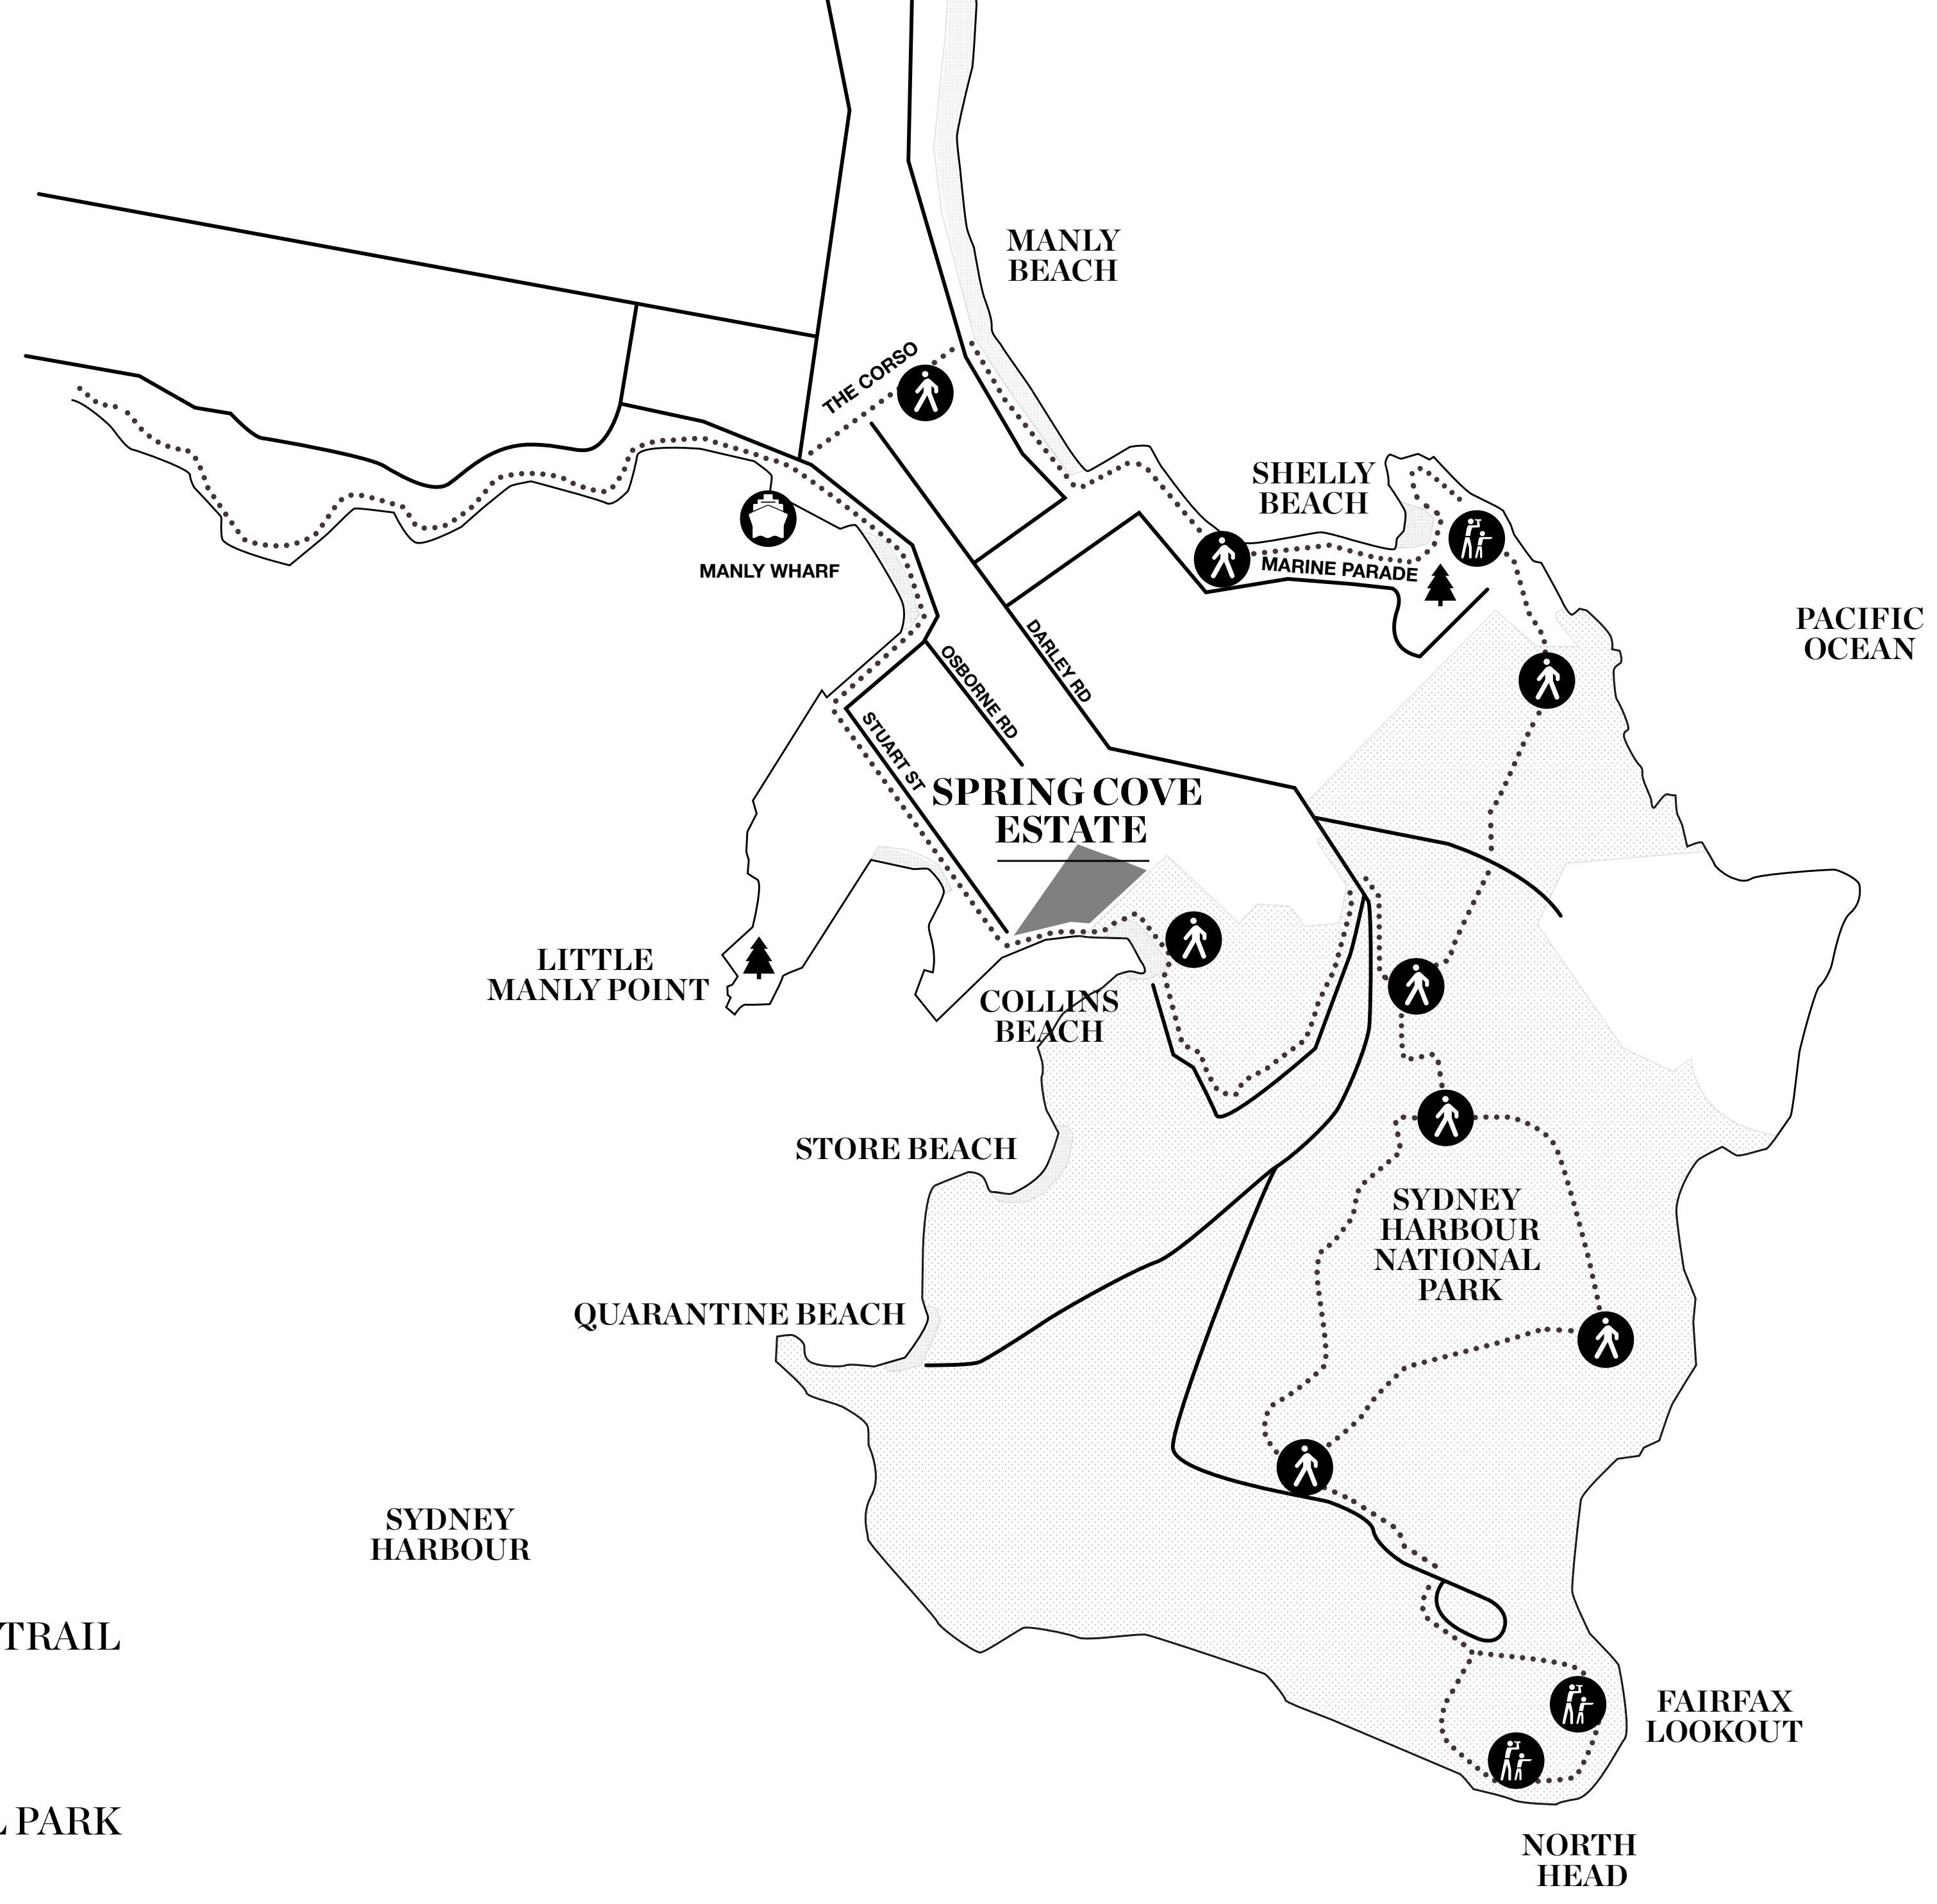 MANLY
BEACH
THE CORSO
SHELLY
BEACH
MARINE PARADE
MANLY WHARF
PACIFIC
OCEAN
DARLEY RD
OSBORNE RD
STUART ST
SPRING COVE
ESTATE
LITTLE
MANLY POINT
COLLINS
BEACH
STORE BEACH
SYDNEY
HARBOUR
NATIONAL
PARK
QUARANTINE BEACH
SYDNEY
HARBOUR
TRAIL
FAIRFAX
LOOKOUT
L PARK
NORTH
HEAD